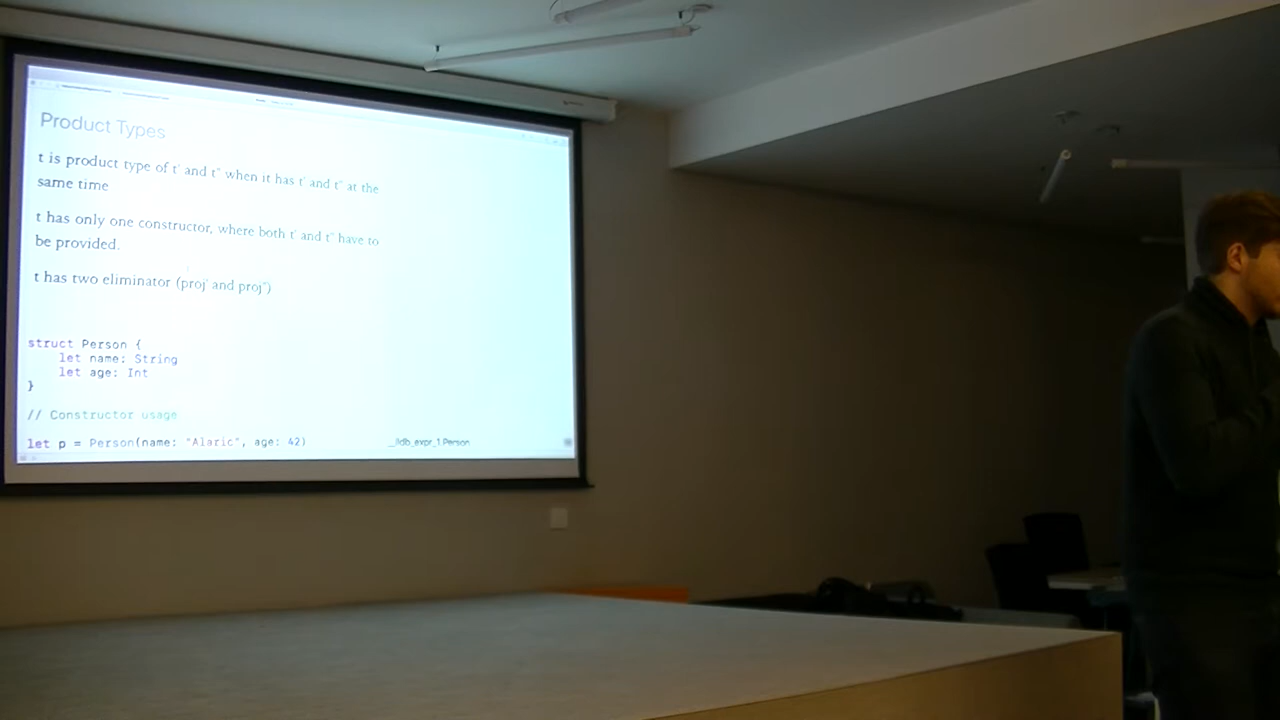 Product Types
t is product type of t' and t'' when it has t' and t'' at the
same time
t has only one constructor, where both t' and t'' have to
be provided.
t has two eliminator (proj' and proj'')
struct Person {
let name: String
let age: Int
}
// Constructor usage
let p = Person(name: "Alaric", age: 42)
__lldb_expr_1.Person